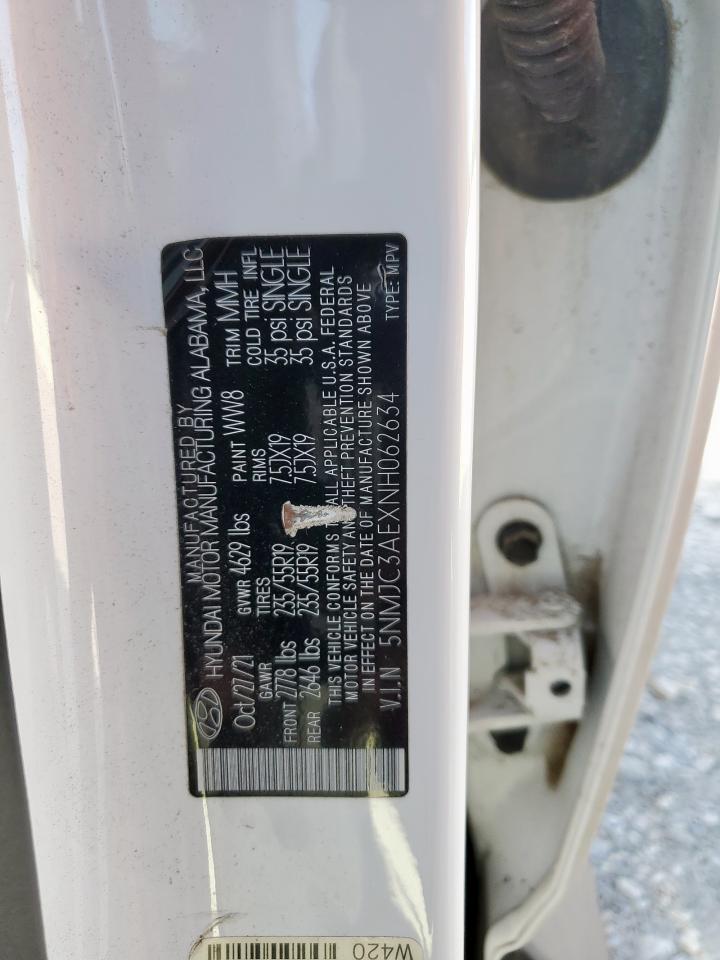 MANUFACTURED BY
HYUNDAI MOTOR MANUFACTURING ALABAMA, LLC
Oct/27/21 GVWR 4629 lbs PAINT WW8 TRIM MMH
GAWR TIRES RIMS COLD TIRE INFL
FRONT 2778 lbs 235/55R19 7.5JX19 35 psi SINGLE
REAR 2646 lbs 235/55R19 7.5JX19 35 psi SINGLE
THIS VEHICLE CONFORMS TO ALL APPLICABLE U.S.A. FEDERAL
MOTOR VEHICLE SAFETY AND THEFT PREVENTION STANDARDS
IN EFFECT ON THE DATE OF MANUFACTURE SHOWN ABOVE
V.I.N 5NMJC3AEXNH062634 TYPE: MPV
W420